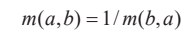 m(a,b) = 1/m(b,a)